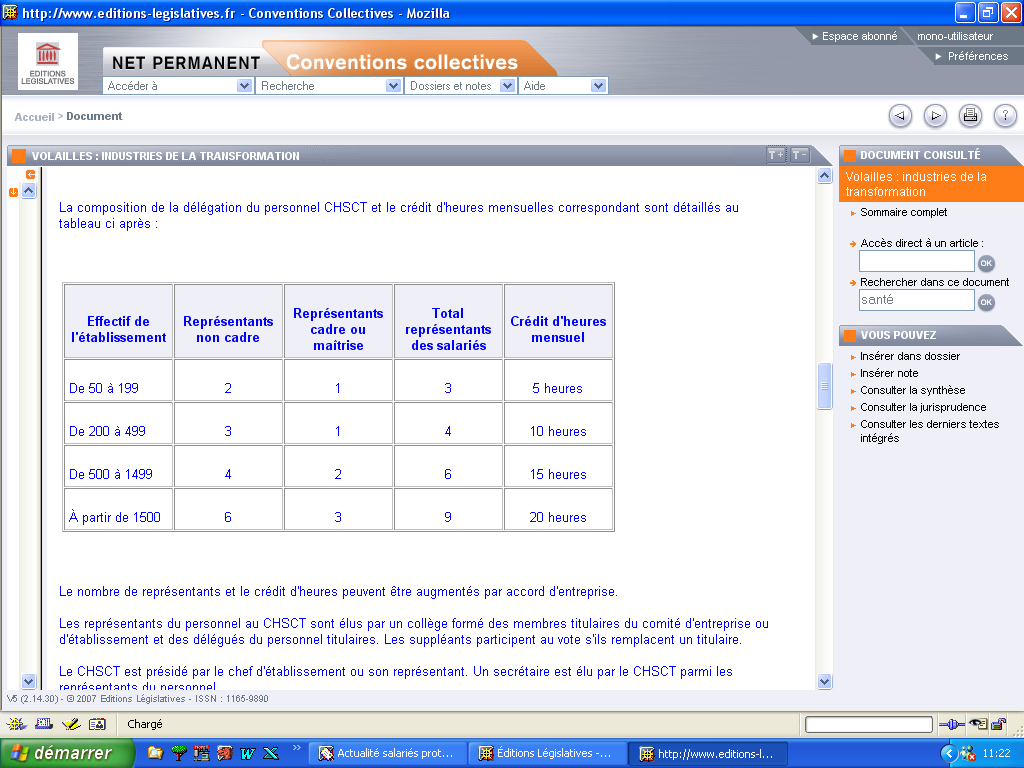 http://www.editions-legislatives.fr - Conventions Collectives - Mozilla
EDITIONS
LEGISLATIVES
NET PERMANENT
Conventions collectives
Espace abonné
mono-utilisateur
Préférences
Accéder à
Recherche
Dossiers et notes
Aide
Accueil > Document
?
VOLAILLES : INDUSTRIES DE LA TRANSFORMATION
T+
T-
La composition de la délégation du personnel CHSCT et le crédit d'heures mensuelles correspondant sont détaillés au
tableau ci après :
Effectif de l'établissement Représentants non cadre Représentants cadre ou maîtrise Total représentants des salariés Crédit d'heures mensuel
De 50 à 199 2 1 3 5 heures
De 200 à 499 3 1 4 10 heures
De 500 à 1499 4 2 6 15 heures
À partir de 1500 6 3 9 20 heures
Le nombre de représentants et le crédit d'heures peuvent être augmentés par accord d'entreprise.
Les représentants du personnel au CHSCT sont élus par un collège formé des membres titulaires du comité d'entreprise ou
d'établissement et des délégués du personnel titulaires. Les suppléants participent au vote s'ils remplacent un titulaire.
Le CHSCT est présidé par le chef d'établissement ou son représentant. Un secrétaire est élu par le CHSCT parmi les
représentants du personnel
DOCUMENT CONSULTÉ
Volailles : industries de la
transformation
Sommaire complet
Accès direct à un article :
OK
Rechercher dans ce document
santé
OK
VOUS POUVEZ
Insérer dans dossier
Insérer note
Consulter la synthèse
Consulter la jurisprudence
Consulter les derniers textes
intégrés
V5 (2.14.30) - © 2007 Editions Législatives - ISSN : 1165-9890
Chargé
démarrer
Actualité salariés prot...
Éditions Législatives -...
http://www.editions-l...
11:22